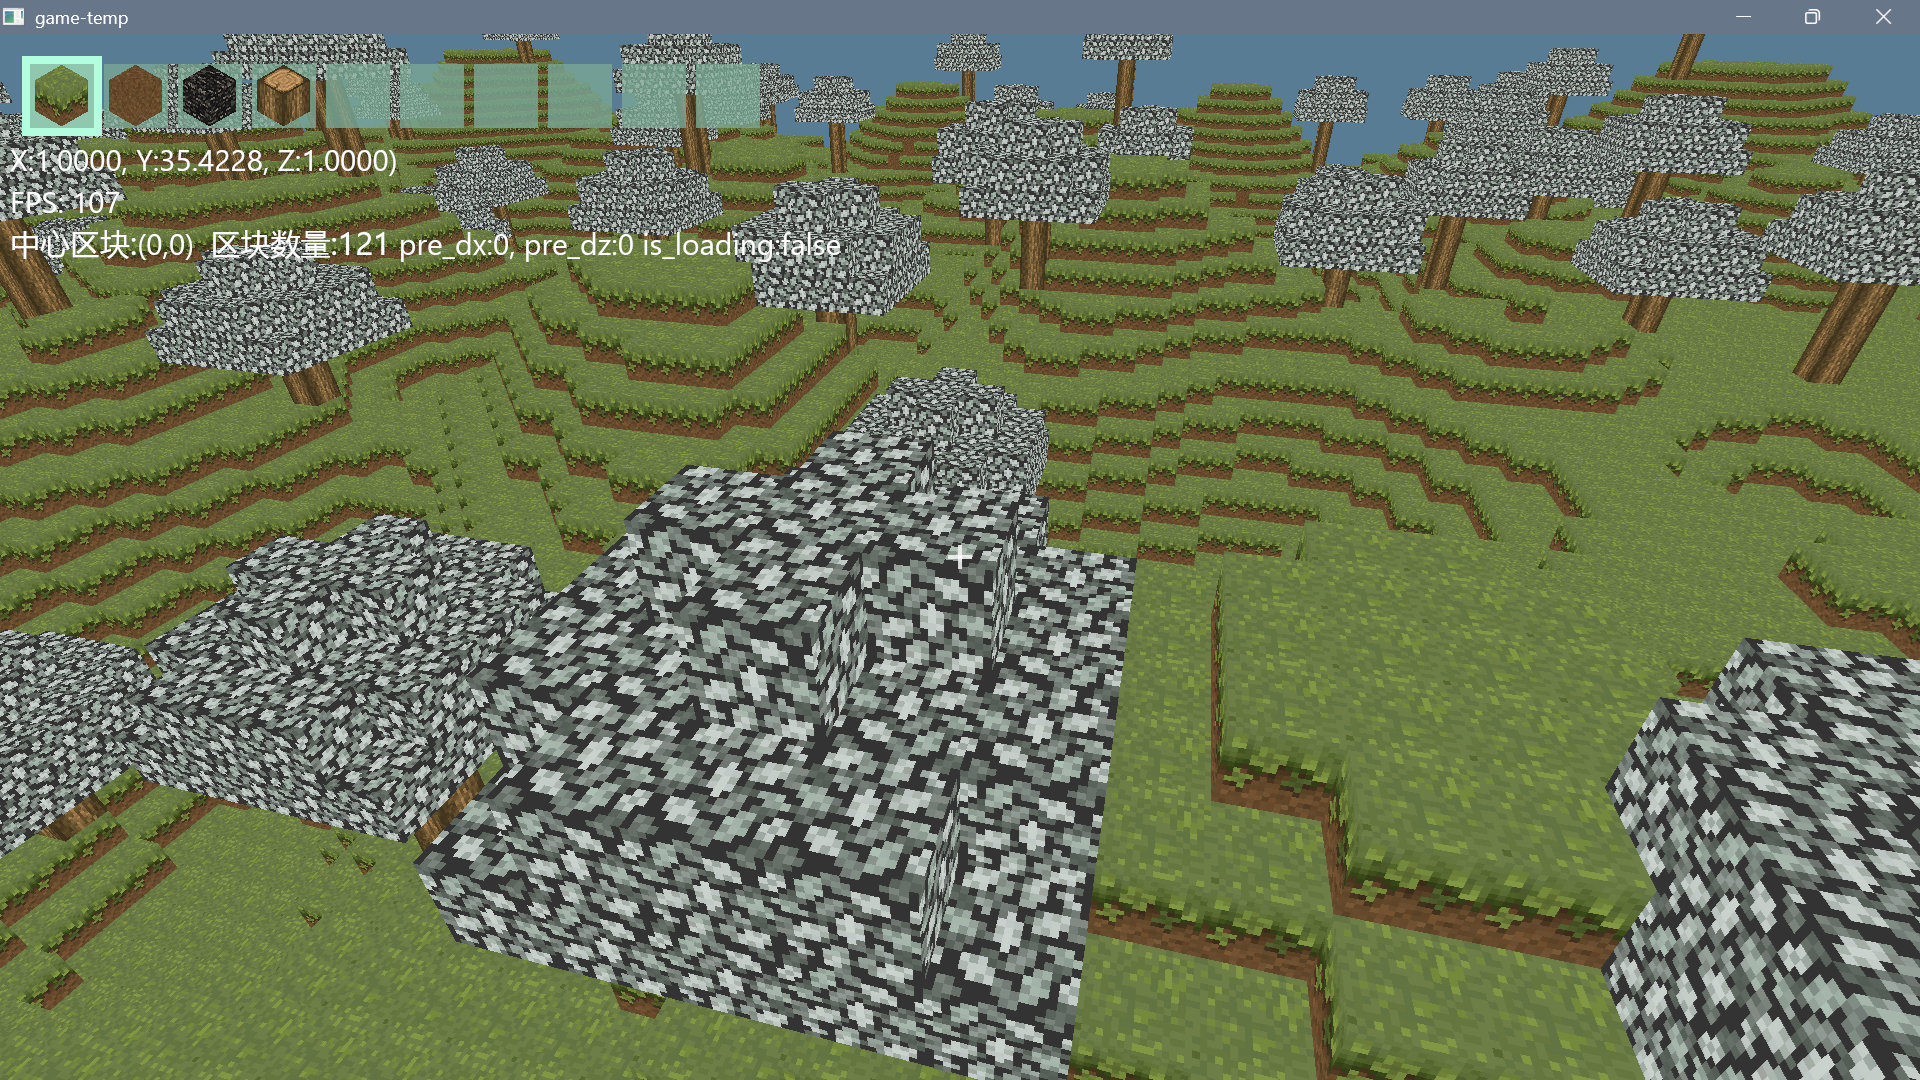 game-temp
X:1.0000, Y:35.4228, Z:1.0000)
FPS: 107
中心区块:(0,0)  区块数量:121 pre_dx:0, pre_dz:0 is_loading:false